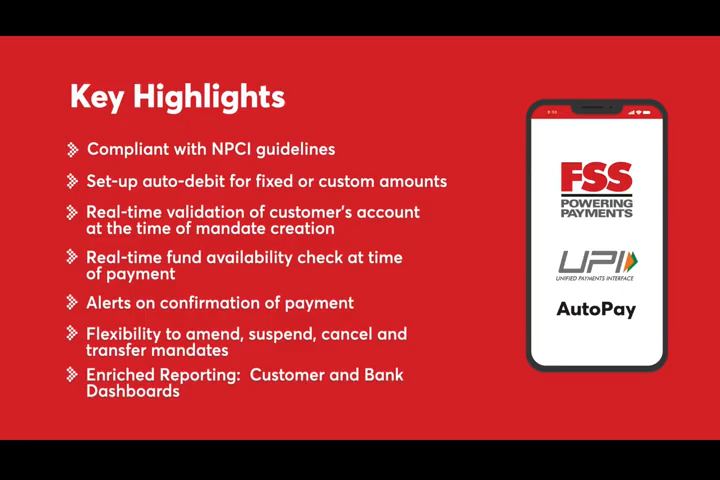 Key Highlights
Compliant with NPCI guidelines
Set-up auto-debit for fixed or custom amounts
Real-time validation of customer's account
at the time of mandate creation
Real-time fund availability check at time
of payment
Alerts on confirmation of payment
Flexibility to amend, suspend, cancel and
transfer mandates
Enriched Reporting: Customer and Bank
Dashboards
FSS
POWERING
PAYMENTS
UPI
UNIFIED PAYMENTS INTERFACE
AutoPay